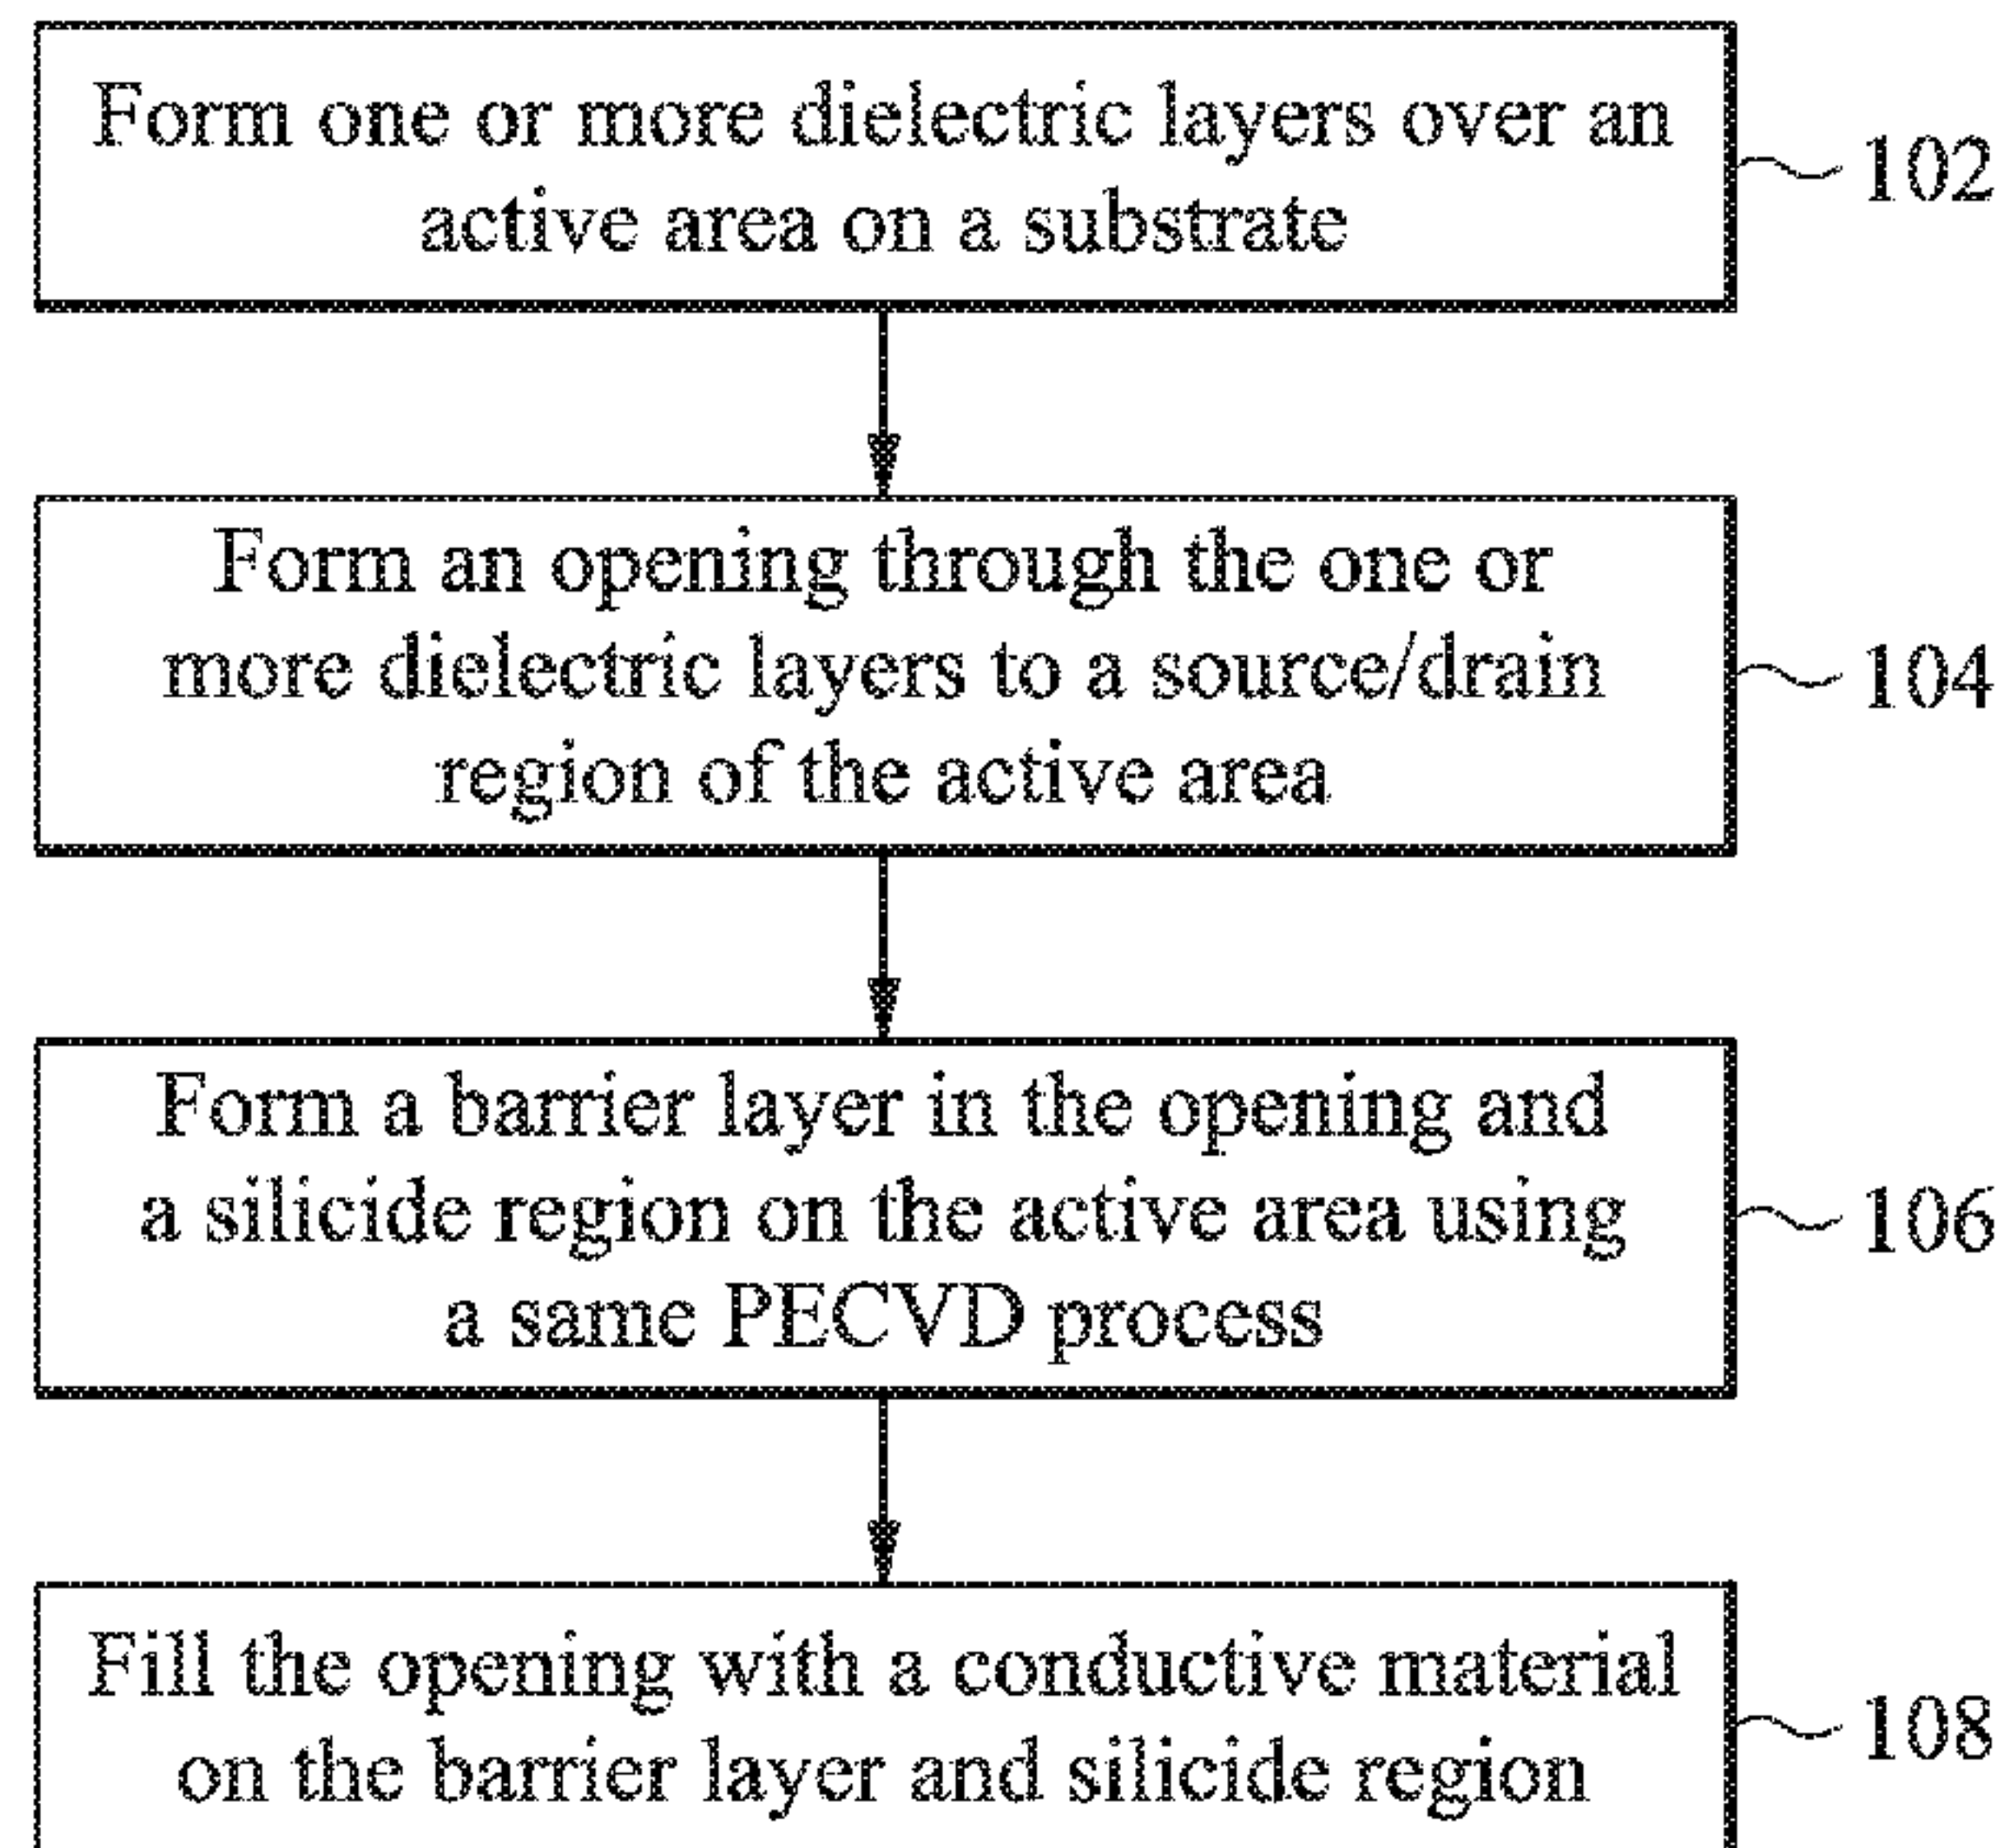 Form one or more dielectric layers over an
active area on a substrate
102
Form an opening through the one or
more dielectric layers to a source/drain
region of the active area
104
Form a barrier layer in the opening and
a silicide region on the active area using
a same PECVD process
106
Fill the opening with a conductive material
on the barrier layer and silicide region
108